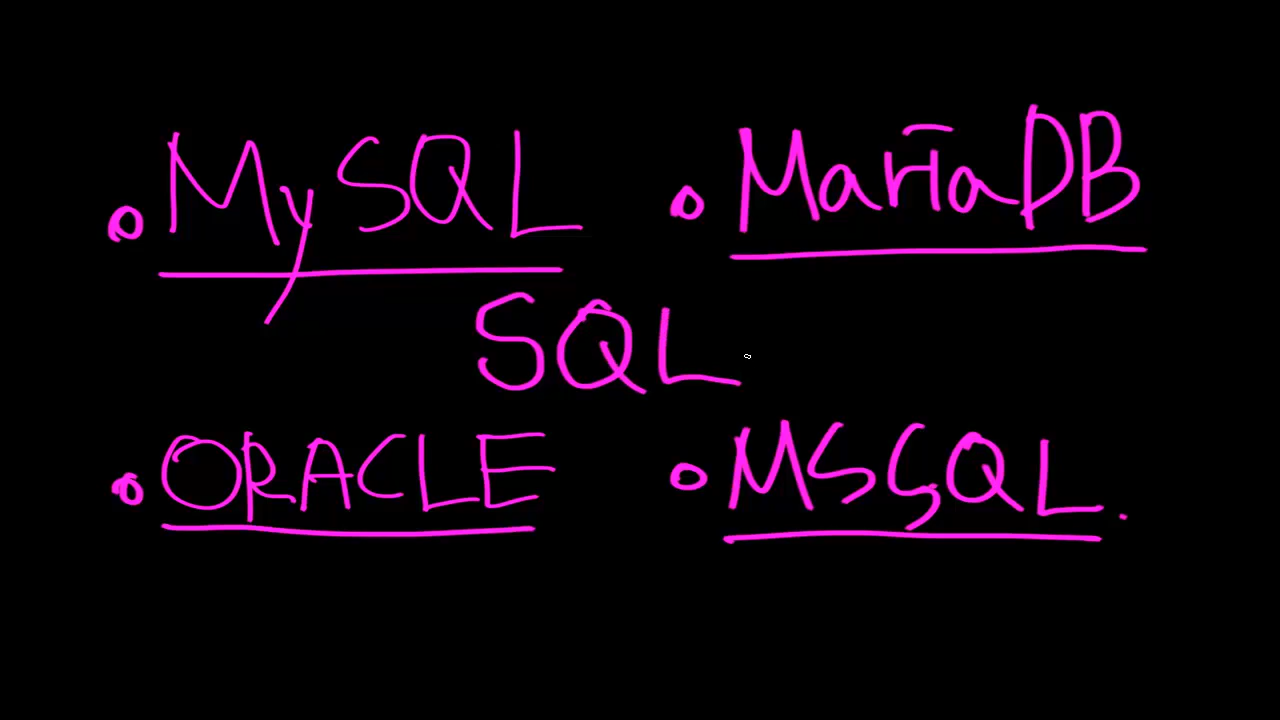 • MySQL
• MariaDB
SQL
• ORACLE
• MSSQL.